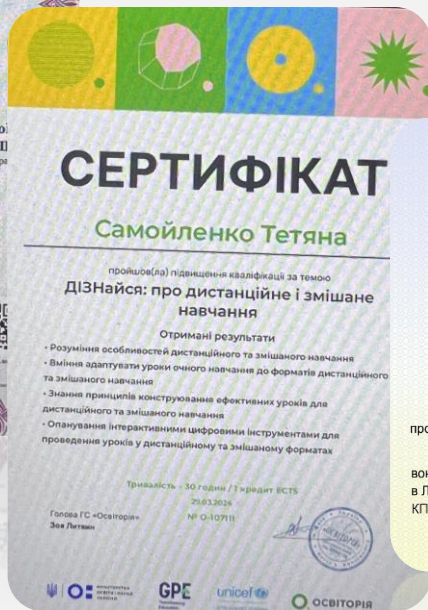 СЕРТИФІКАТ
Самойленко Тетяна
пройшов(ла) підвищення кваліфікації за темою
ДІЗНайся: про дистанційне і змішане
навчання
Отримані результати
• Розуміння особливостей дистанційного та змішаного навчання
• Вміння адаптувати уроки очного навчання до форматів дистанційного
та змішаного навчання
• Знання принципів конструювання ефективних уроків для
дистанційного та змішаного навчання
• Опанування інтерактивними цифровими інструментами для
проведення уроків у дистанційному та змішаному форматах
Тривалість - 30 годин / 1 кредит ECTS
29.03.2024
№ О-107111
Голова ГС «Освіторія»
Зоя Литвин
GPE
unicef
ОСВІТОРІЯ
про
вок
в Л
КП